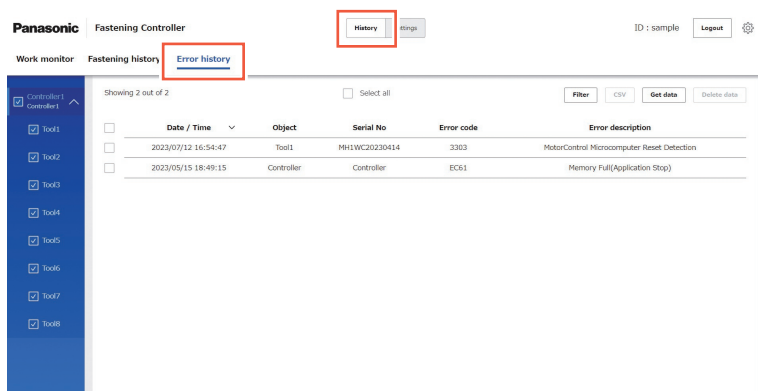 Panasonic Fastening Controller History ttings ID : sample Logout
Work monitor Fastening history Error history
Controller1
Controller1
Showing 2 out of 2 Select all Filter CSV Get data Delete data
Date / Time Object Serial No Error code Error description
2023/07/12 16:54:47 Tool1 MH1WC20230414 3303 MotorControl Microcomputer Reset Detection
2023/05/15 18:49:15 Controller Controller EC61 Memory Full(Application Stop)
Tool1
Tool2
Tool3
Tool4
Tool5
Tool6
Tool7
Tool8